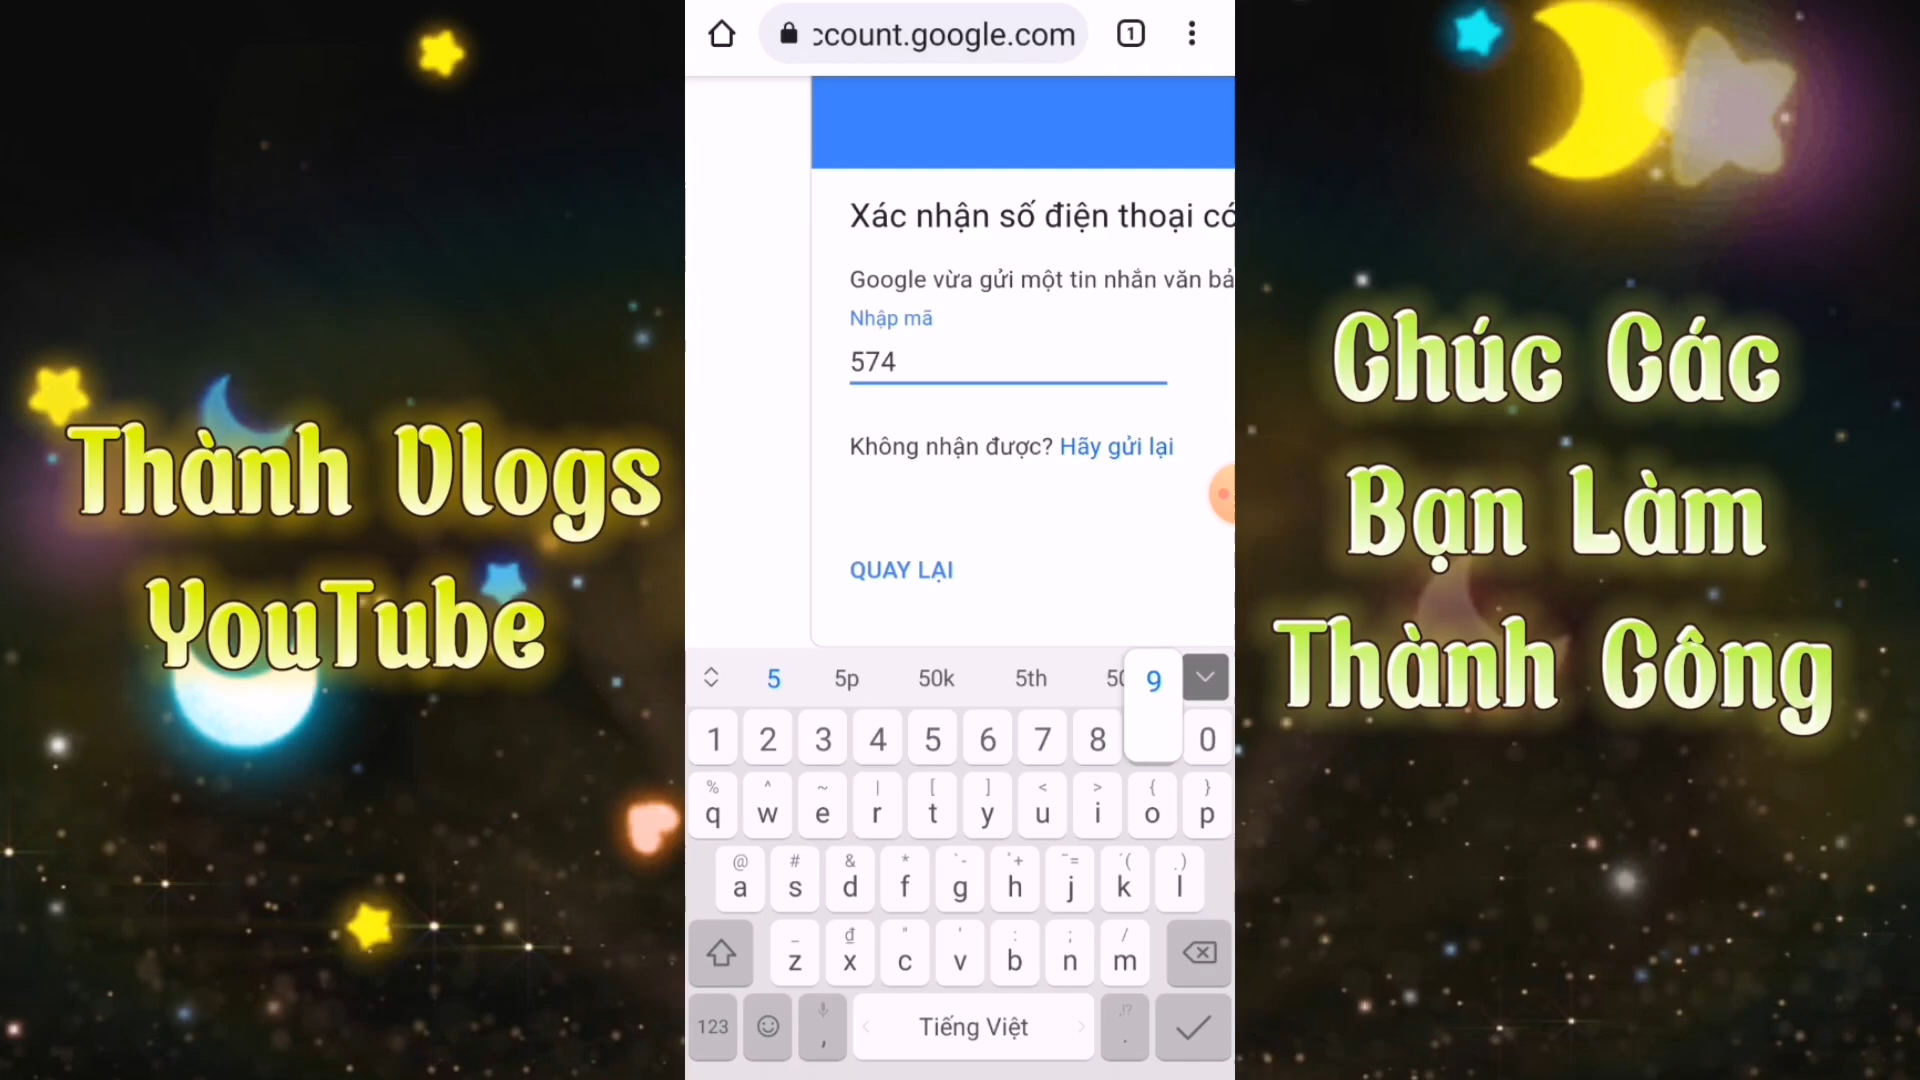 Thành Vlogs
YouTube
ccount.google.com
1
Xác nhận số điện thoại có
Google vừa gửi một tin nhắn văn bả
Nhập mã
574
Không nhận được? Hãy gửi lại
QUAY LẠI
5 5p 50k 5th 50 9
1 2 3 4 5 6 7 8 0
% ^ ~ | [ ] < > { }
q w e r t y u i o p
@ # & * `- '+ ¯= ´( .)
a s d f g h j k l
_ ₫ " ' : ; /
z x c v b n m
!?
123 , Tiếng Việt .
Chúc Các
Bạn Làm
Thành Công